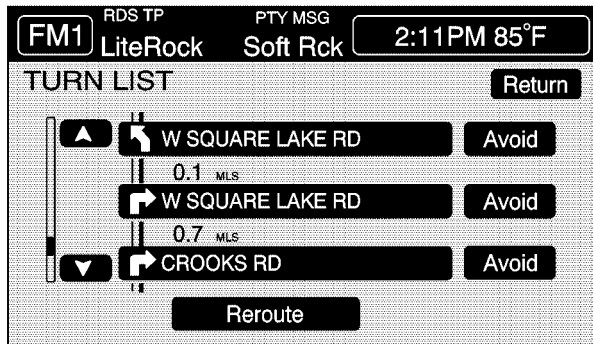 RDS TP PTY MSG
FM1 LiteRock Soft Rck 2:11PM 85°F
TURN LIST Return
W SQUARE LAKE RD Avoid
0.1 MLS
W SQUARE LAKE RD Avoid
0.7 MLS
CROOKS RD Avoid
Reroute